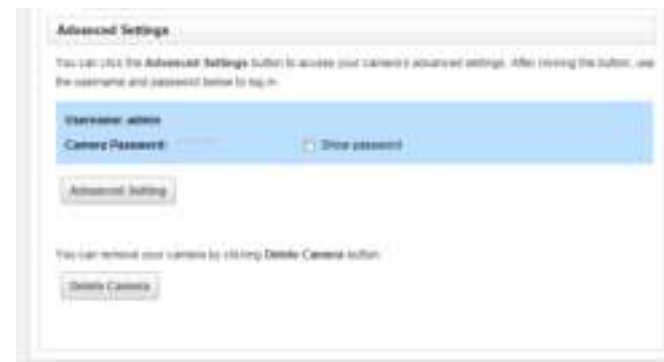 Advanced Settings
You can click the Advanced Settings button to access your camera's advanced settings. After clicking the button, use
the username and password below to log in
Username: admin
Camera Password:
Show password
Advanced Setting
You can remove your camera by clicking Delete Camera button
Delete Camera